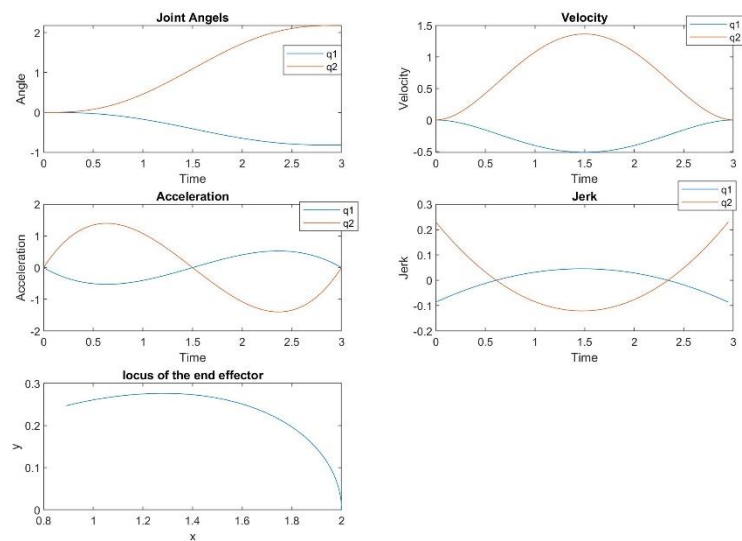 Joint Angels
2
1
0
-1
Angle
0 0.5 1 1.5 2 2.5 3
Time
q1
q2
Velocity
1.5
1
0.5
0
-0.5
Velocity
0 0.5 1 1.5 2 2.5 3
Time
q1
q2
Acceleration
2
1
0
-1
-2
Acceleration
0 0.5 1 1.5 2 2.5 3
Time
q1
q2
Jerk
0.3
0.2
0.1
0
-0.1
-0.2
Jerk
0 0.5 1 1.5 2 2.5 3
Time
q1
q2
locus of the end effector
0.3
0.2
0.1
0
y
0.8 1 1.2 1.4 1.6 1.8 2
x